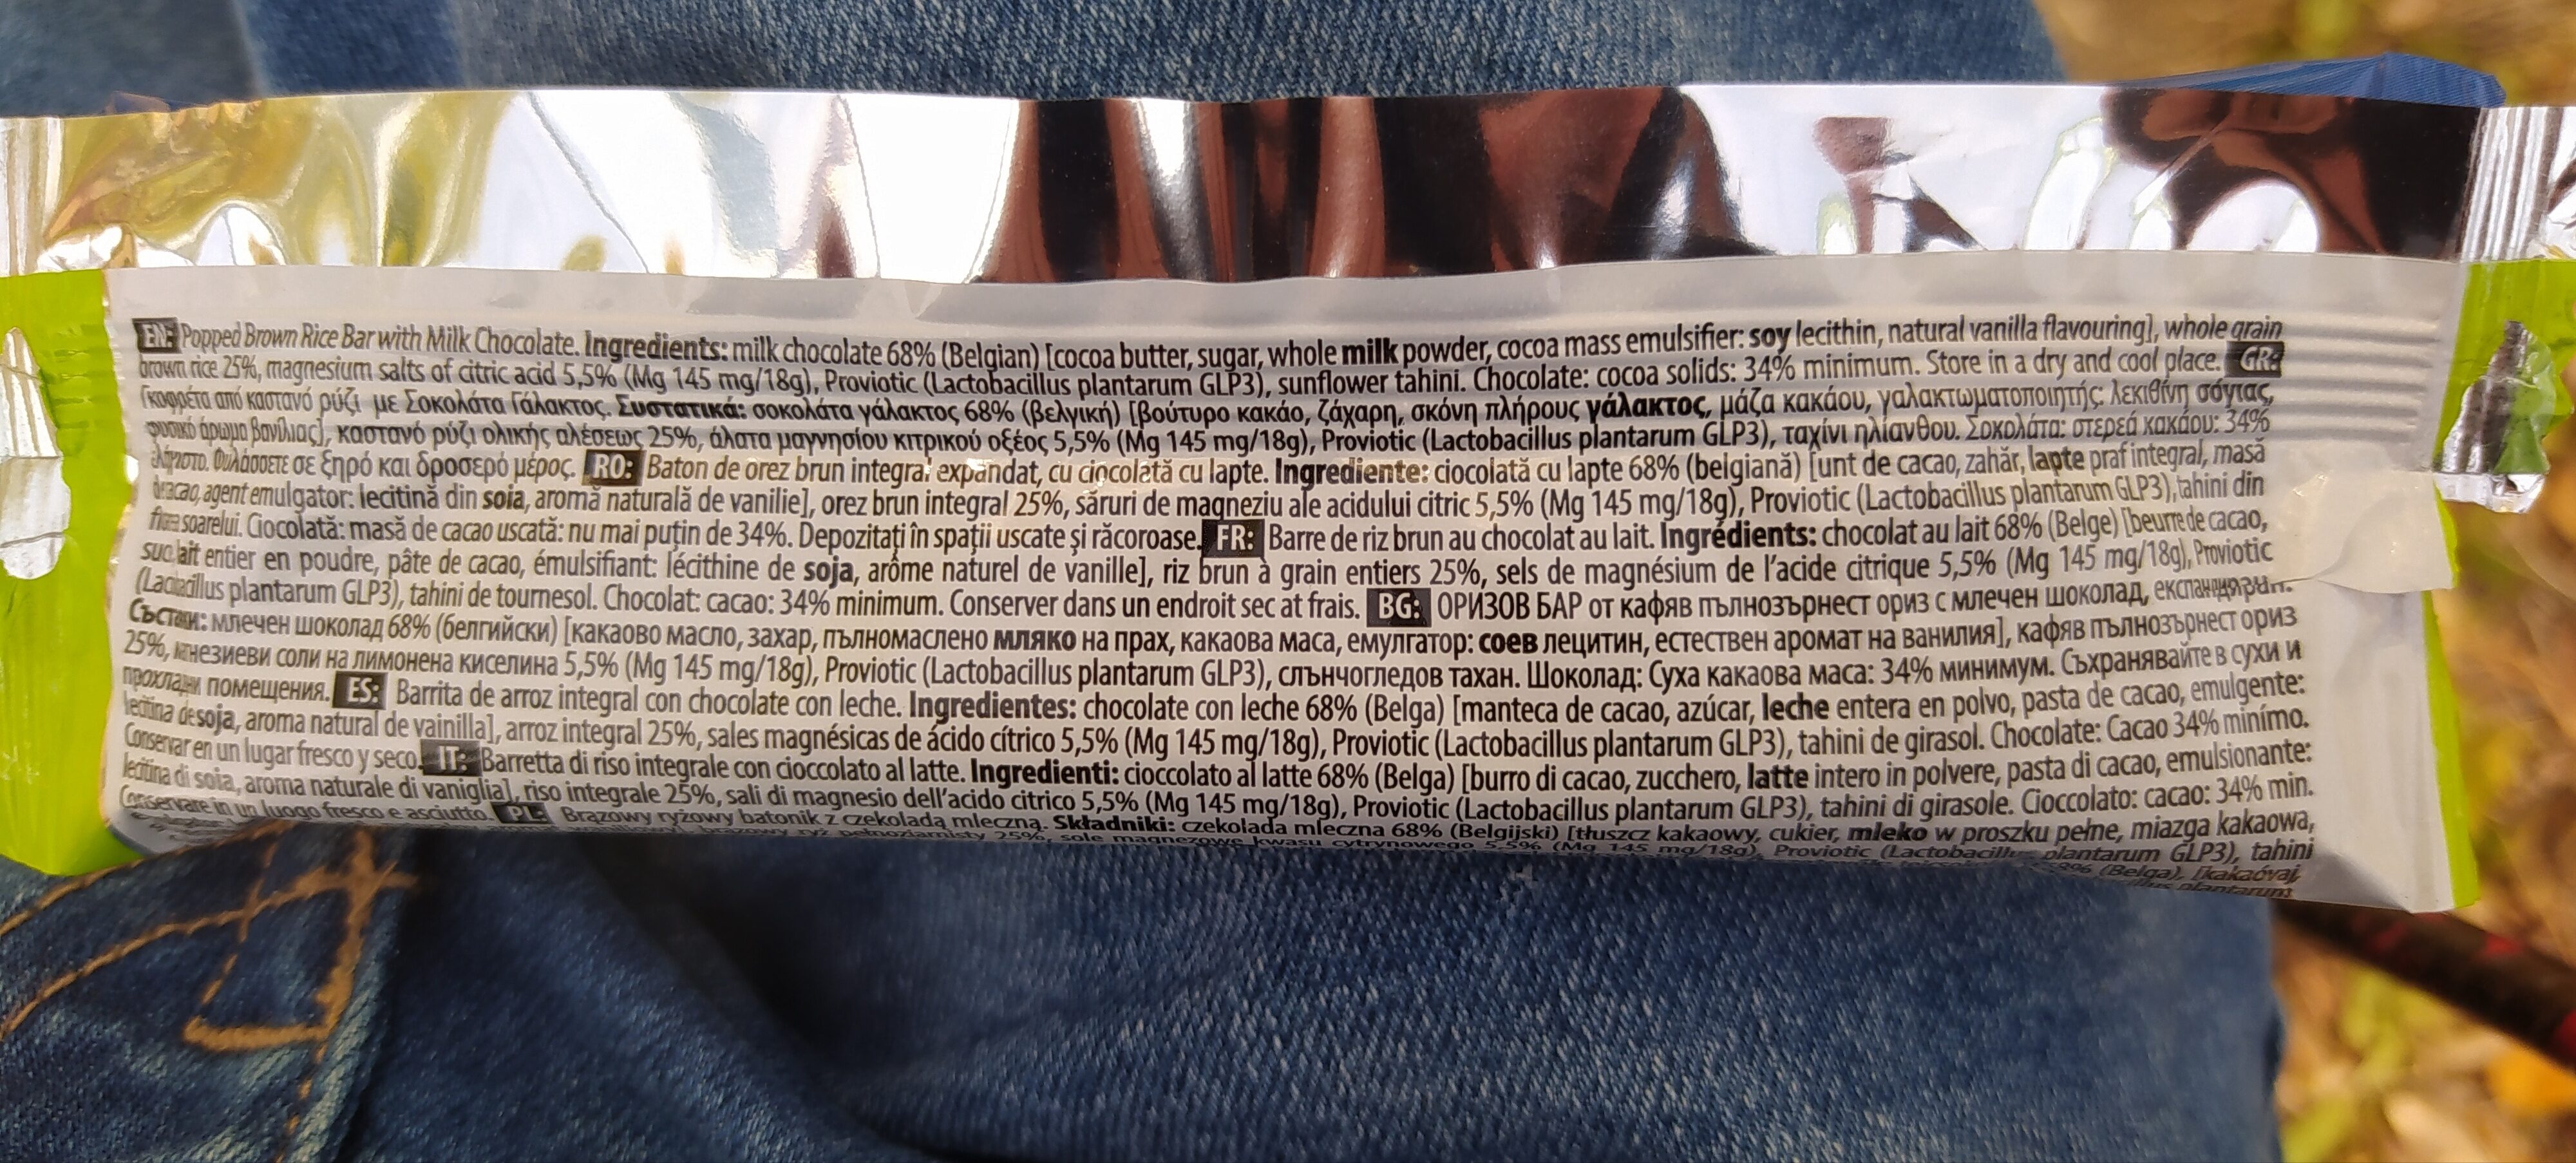 EN: Popped Brown Rice Bar with Milk Chocolate. Ingredients: milk chocolate 68% (Belgian) [cocoa butter, sugar, whole milk powder, cocoa mass emulsifier: soy lecithin, natural vanilla flavouring], whole grain
brown rice 25%, magnesium salts of citric acid 5,5% (Mg 145 mg/18g), Proviotic (Lactobacillus plantarum GLP3), sunflower tahini. Chocolate: cocoa solids: 34% minimum. Store in a dry and cool place. GR:
Γκοφρέτα από καστανό ρύζι με Σοκολάτα Γάλακτος. Συστατικά: σοκολάτα γάλακτος 68% (βελγική) [βούτυρο κακάο, ζάχαρη, σκόνη πλήρους γάλακτος, μάζα κακάου, γαλακτωματοποιητής: λεκιθίνη σόγιας,
φυσικό άρωμα βανίλιας], καστανό ρύζι ολικής αλέσεως 25%, άλατα μαγνησίου κιτρικού οξέος 5,5% (Mg 145 mg/18g), Proviotic (Lactobacillus plantarum GLP3), ταχίνι ηλίανθου. Σοκολάτα: στερεά κακάου: 34%
ελάχιστο. Φυλάσσετε σε ξηρό και δροσερό μέρος. RO: Baton de orez brun integral expandat, cu ciocolată cu lapte. Ingrediente: ciocolată cu lapte 68% (belgiană) [unt de cacao, zahăr, lapte praf integral, masă
de cacao, agent emulgator: lecitină din soia, aromă naturală de vanilie], orez brun integral 25%, săruri de magneziu ale acidului citric 5,5% (Mg 145 mg/18g), Proviotic (Lactobacillus plantarum GLP3), tahini din
floarea soarelui. Ciocolată: masă de cacao uscată: nu mai puțin de 34%. Depozitați în spații uscate și răcoroase. FR: Barre de riz brun au chocolat au lait. Ingrédients: chocolat au lait 68% (Belge) [beurre de cacao,
lait entier en poudre, pâte de cacao, émulsifiant: lécithine de soja, arôme naturel de vanille], riz brun à grain entiers 25%, sels de magnésium de l'acide citrique 5,5% (Mg 145 mg/18g), Proviotic
(Lactobacillus plantarum GLP3), tahini de tournesol. Chocolat: cacao: 34% minimum. Conserver dans un endroit sec at frais. BG: ОРИЗОВ БАР от кафяв пълнозърнест ориз с млечен шоколад, експандиран.
Съставки: млечен шоколад 68% (белгийски) [какаово масло, захар, пълномаслено мляко на прах, какаова маса, емулгатор: соев лецитин, естествен аромат на ванилия], кафяв пълнозърнест ориз
25%, магнезиеви соли на лимонена киселина 5,5% (Mg 145 mg/18g), Proviotic (Lactobacillus plantarum GLP3), слънчогледов тахан. Шоколад: Суха какаова маса: 34% минимум. Съхранявайте в сухи и
прохладни помещения. ES: Barrita de arroz integral con chocolate con leche. Ingredientes: chocolate con leche 68% (Belga) [manteca de cacao, azúcar, leche entera en polvo, pasta de cacao, emulgente:
lecitina de soja, aroma natural de vainilla], arroz integral 25%, sales magnésicas de ácido cítrico 5,5% (Mg 145 mg/18g), Proviotic (Lactobacillus plantarum GLP3), tahini de girasol. Chocolate: Cacao 34% minímo.
Conservar en un lugar fresco y seco. IT: Barretta di riso integrale con cioccolato al latte. Ingredienti: cioccolato al latte 68% (Belga) [burro di cacao, zucchero, latte intero in polvere, pasta di cacao, emulsionante:
lecitina di soia, aroma naturale di vaniglia], riso integrale 25%, sali di magnesio dell'acido citrico 5,5% (Mg 145 mg/18g), Proviotic (Lactobacillus plantarum GLP3), tahini di girasole. Cioccolato: cacao: 34% min.
Conservare in un luogo fresco e asciutto. PL: Brązowy ryżowy batonik z czekoladą mleczną. Składniki: czekolada mleczna 68% (Belgijski) [tłuszcz kakaowy, cukier, mleko w proszku pełne, miazga kakaowa,
brązowy ryż pełnoziarnisty 25%, sole magnezowe kwasu cytrynowego 5,5% (Mg 145 mg/18g), Proviotic (Lactobacillus plantarum GLP3), tahini
(Belga), [kakaóvaj,
plantarum